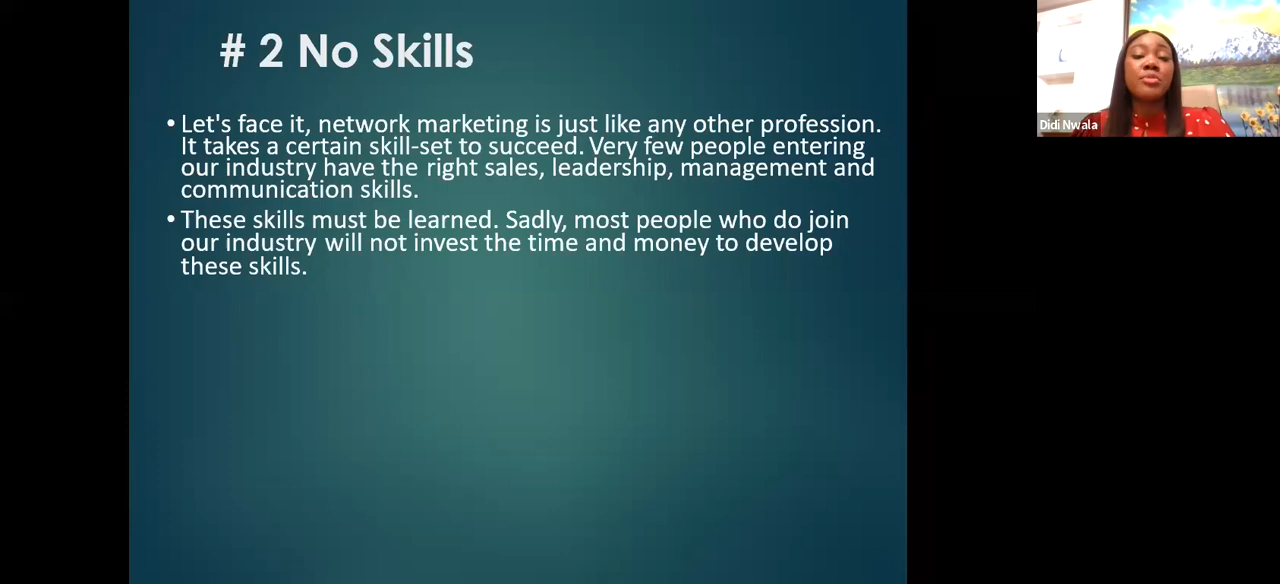 # 2 No Skills
• Let's face it, network marketing is just like any other profession.
It takes a certain skill-set to succeed. Very few people entering
our industry have the right sales, leadership, management and
communication skills.
• These skills must be learned. Sadly, most people who do join
our industry will not invest the time and money to develop
these skills.
Didi Nwala